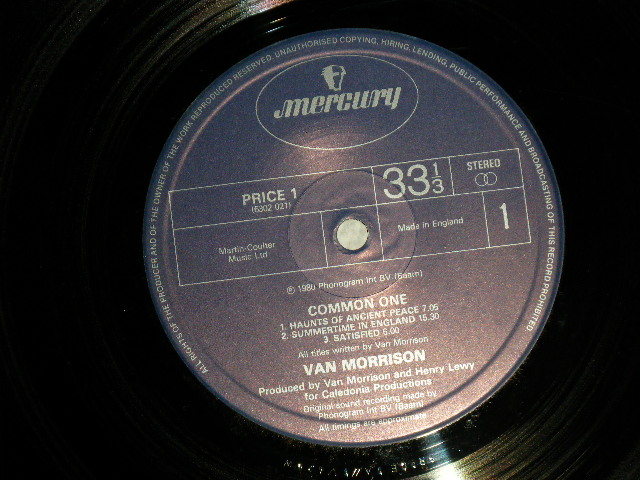 ALL RIGHTS OF THE PRODUCER AND OF THE OWNER OF THE WORK REPRODUCED RESERVED. UNAUTHORISED COPYING, HIRING, LENDING, PUBLIC PERFORMANCE AND BROADCASTING OF THIS RECORD PROHIBITED
mercury
PRICE 1
(6302 021)
33 1/3
STEREO
Martin-Coulter
Music Ltd
Made in England
1
℗ 1980 Phonogram Int BV (Baarn)
COMMON ONE
1. HAUNTS OF ANCIENT PEACE 7.05
2. SUMMERTIME IN ENGLAND 15.30
3. SATISFIED 6.00
All titles written by Van Morrison
VAN MORRISON
Produced by Van Morrison and Henry Lewy
for Caledonia Productions
Original sound recording made by
Phonogram Int BV (Baarn)
All timings are approximate